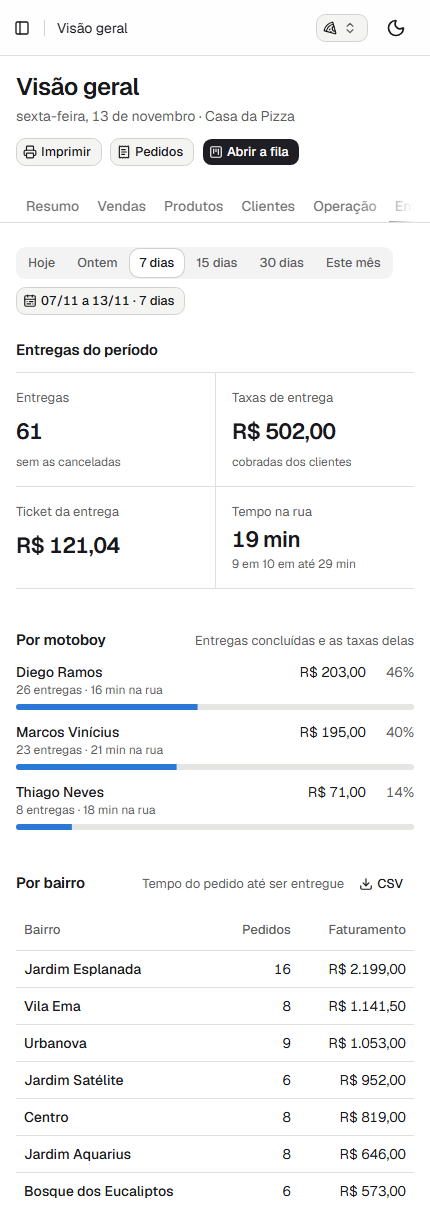 Visão geral
Visão geral
sexta-feira, 13 de novembro · Casa da Pizza
Imprimir Pedidos Abrir a fila
Resumo Vendas Produtos Clientes Operação
Hoje Ontem 7 dias 15 dias 30 dias Este mês
07/11 a 13/11 · 7 dias
Entregas do período
Entregas Taxas de entrega
61 R$ 502,00
sem as canceladas cobradas dos clientes
Ticket da entrega Tempo na rua
R$ 121,04 19 min
9 em 10 em até 29 min
Por motoboy Entregas concluídas e as taxas delas
Diego Ramos R$ 203,00 46%
26 entregas · 16 min na rua
Marcos Vinícius R$ 195,00 40%
23 entregas · 21 min na rua
Thiago Neves R$ 71,00 14%
8 entregas · 18 min na rua
Por bairro Tempo do pedido até ser entregue CSV
Bairro Pedidos Faturamento
Jardim Esplanada 16 R$ 2.199,00
Vila Ema 8 R$ 1.141,50
Urbanova 9 R$ 1.053,00
Jardim Satélite 6 R$ 952,00
Centro 8 R$ 819,00
Jardim Aquarius 8 R$ 646,00
Bosque dos Eucaliptos 6 R$ 573,00